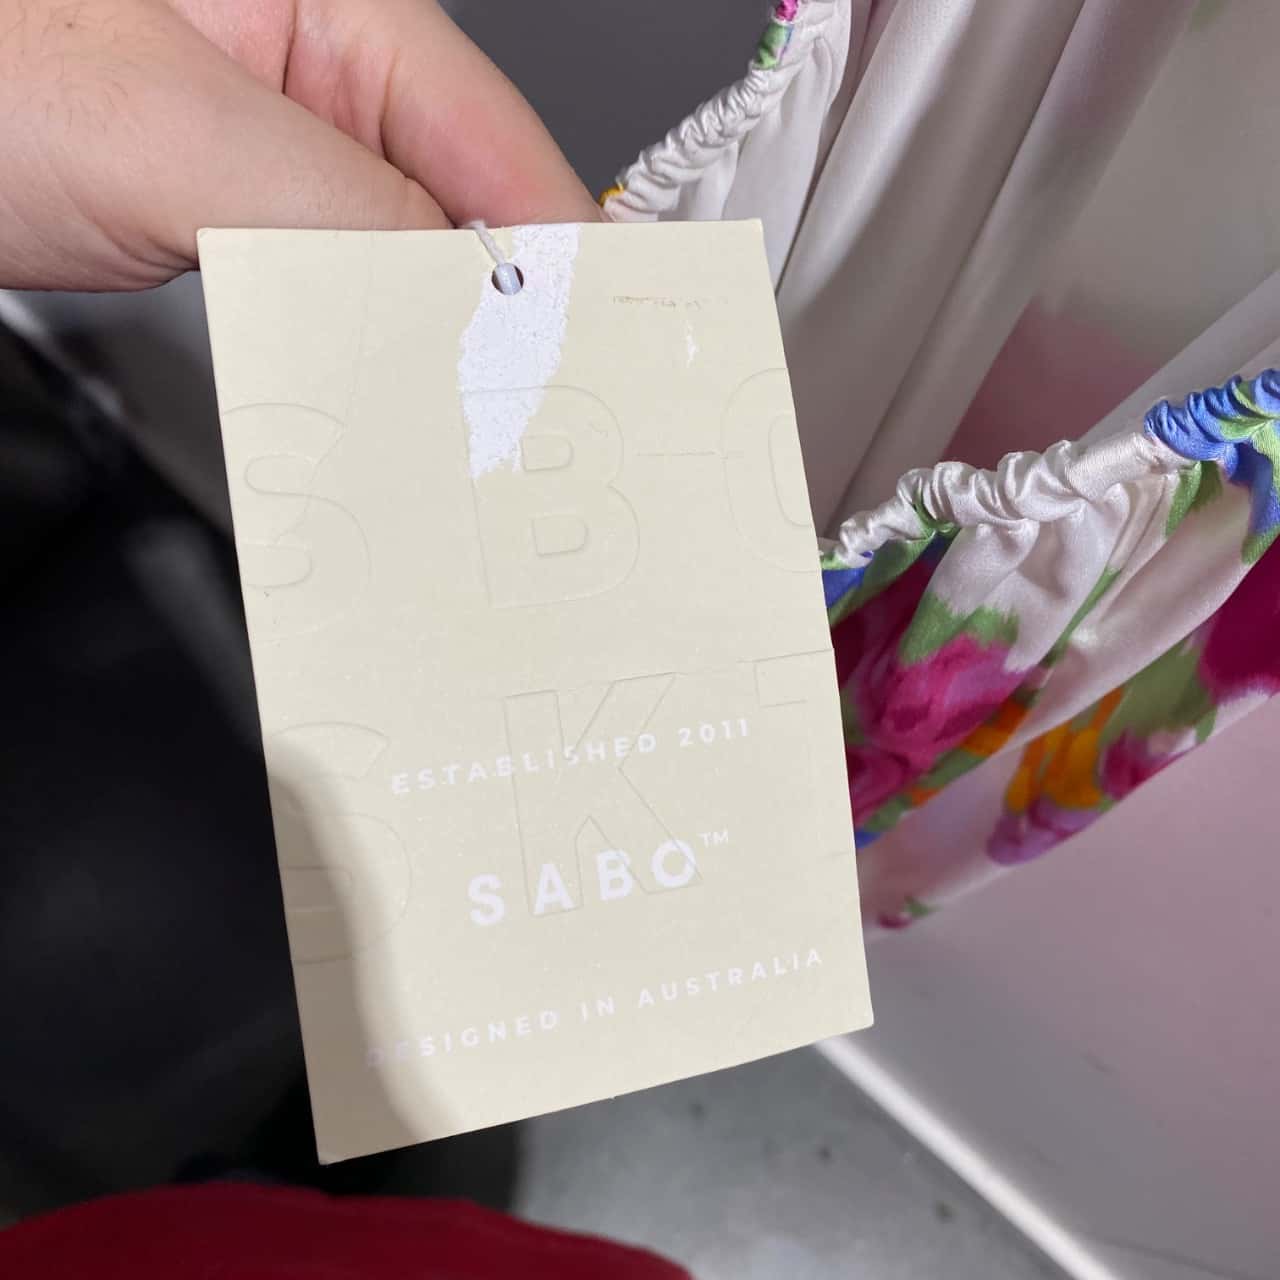 S B O
S K I
ESTABLISHED 2011
SABO™
DESIGNED IN AUSTRALIA